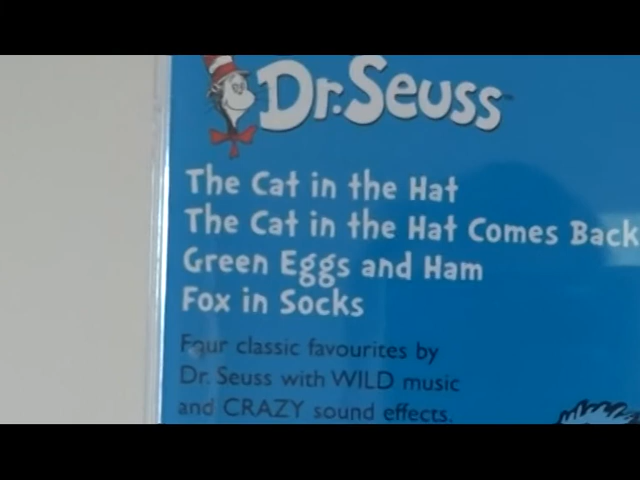 Dr. Seuss™
The Cat in the Hat
The Cat in the Hat Comes Back
Green Eggs and Ham
Fox in Socks
Four classic favourites by
Dr. Seuss with WILD music
and CRAZY sound effects.